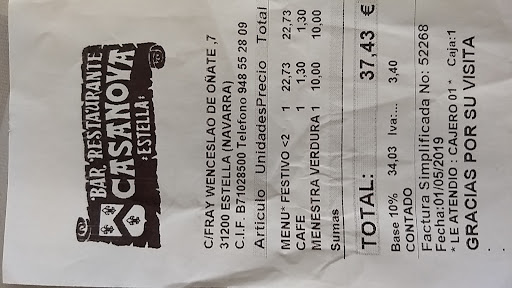 BAR RESTAURANTE
CASANOVA
ESTELLA
C/FRAY WENCESLAO DE OÑATE ,7
31200 ESTELLA (NAVARRA)
C.I.F. B71028500 Teléfono 948 55 28 09
Articulo UnidadesPrecio Total
MENU* FESTIVO <2 1 22,73 22,73
CAFE 1 1,30 1,30
MENESTRA VERDURA 1 10,00 10,00
Sumas
TOTAL: 37,43 €
Base 10% 34,03 Iva:... 3,40
CONTADO
Factura Simplificada No: 52268
Fecha:01/05/2019
* LE ATENDIO : CAJERO 01 * Caja:1
GRACIAS POR SU VISITA